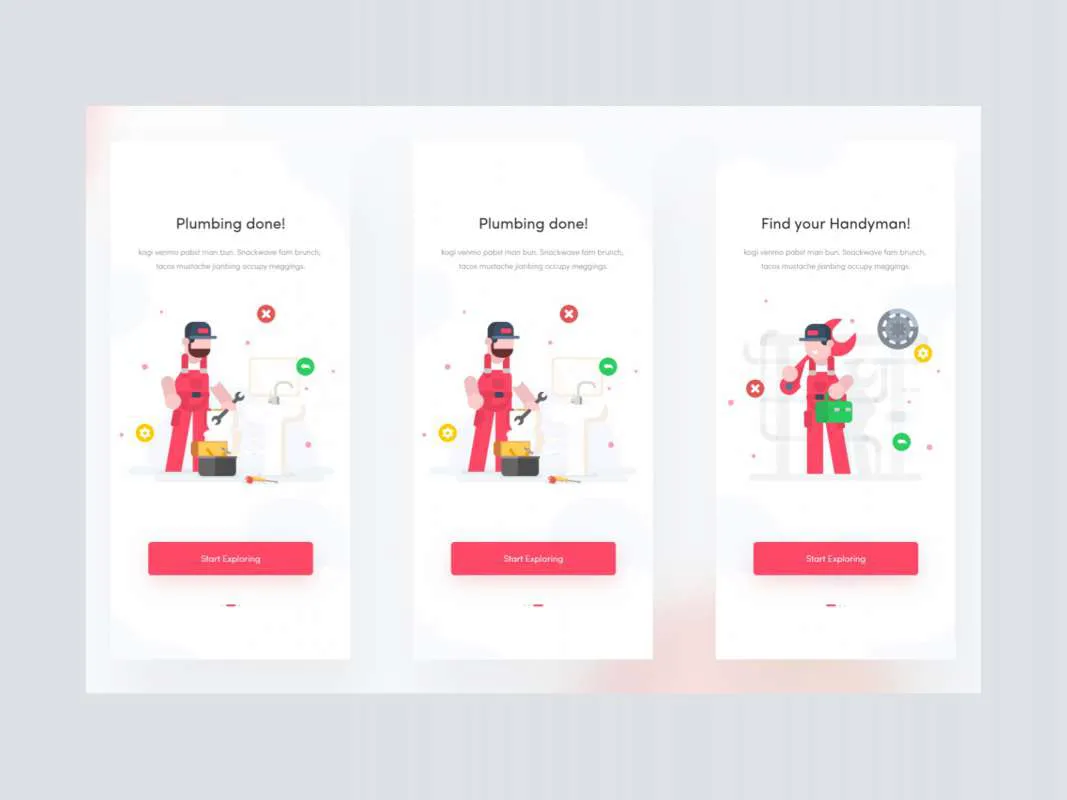 Plumbing done!
kogi venmo pabst man bun. Snackwave fam brunch,
tacos mustache jianbing occupy meggings.
Start Exploring
Plumbing done!
kogi venmo pabst man bun. Snackwave fam brunch,
tacos mustache jianbing occupy meggings.
Start Exploring
Find your Handyman!
kogi venmo pabst man bun. Snackwave fam brunch,
tacos mustache jianbing occupy meggings.
Start Exploring